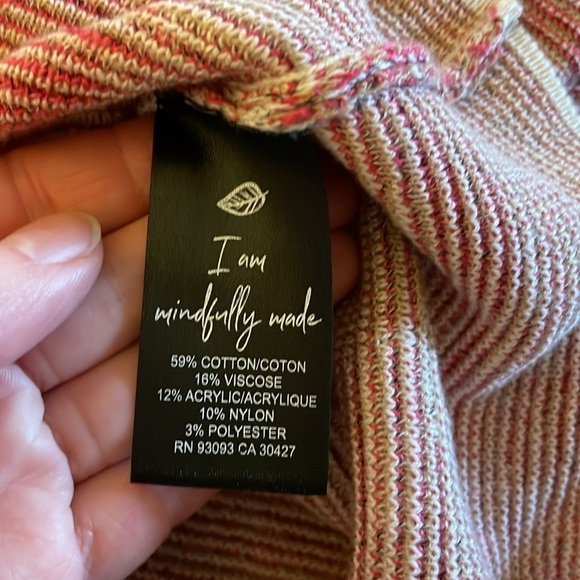 I am
mindfully made
59% COTTON/COTON
16% VISCOSE
12% ACRYLIC/ACRYLIQUE
10% NYLON
3% POLYESTER
RN 93093 CA 30427